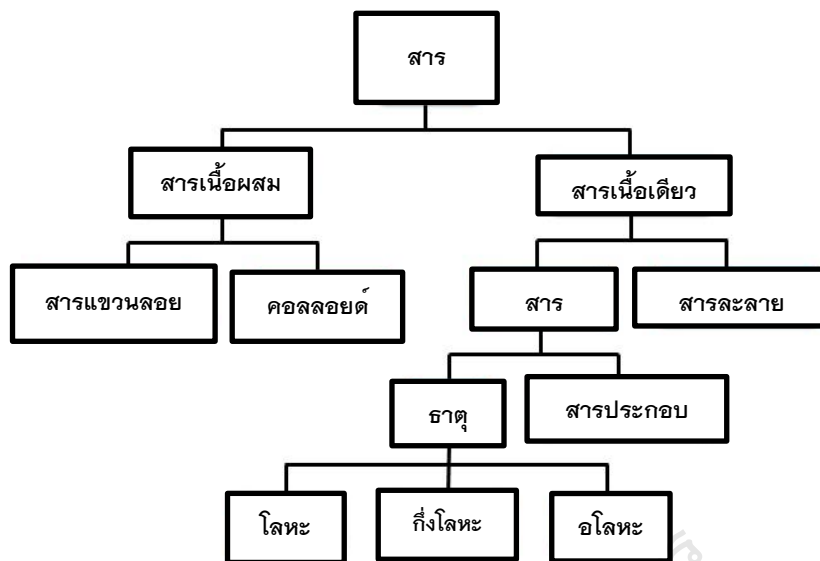 สาร
สารเนื้อผสม
สารเนื้อเดียว
สารแขวนลอย
คอลลอยด์
สาร
สารละลาย
ธาตุ
สารประกอบ
โลหะ
กึ่งโลหะ
อโลหะ